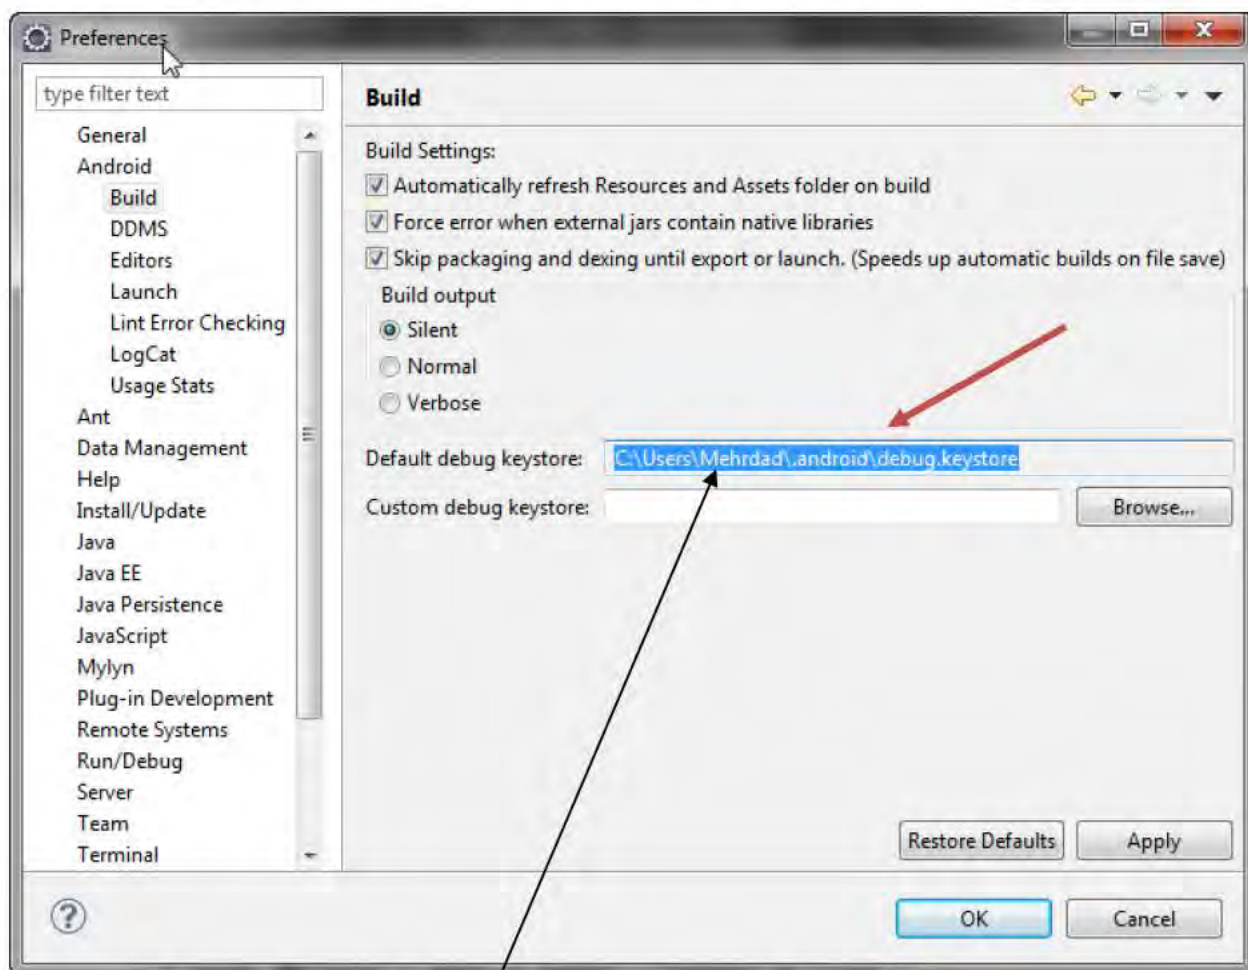 Preferences
type filter text
General
Android
Build
DDMS
Editors
Launch
Lint Error Checking
LogCat
Usage Stats
Ant
Data Management
Help
Install/Update
Java
Java EE
Java Persistence
JavaScript
Mylyn
Plug-in Development
Remote Systems
Run/Debug
Server
Team
Terminal
Build
Build Settings:
Automatically refresh Resources and Assets folder on build
Force error when external jars contain native libraries
Skip packaging and dexing until export or launch. (Speeds up automatic builds on file save)
Build output
Silent
Normal
Verbose
Default debug keystore: C:\Users\Mehrdad\.android\debug.keystore
Custom debug keystore: Browse...
Restore Defaults Apply
? OK Cancel